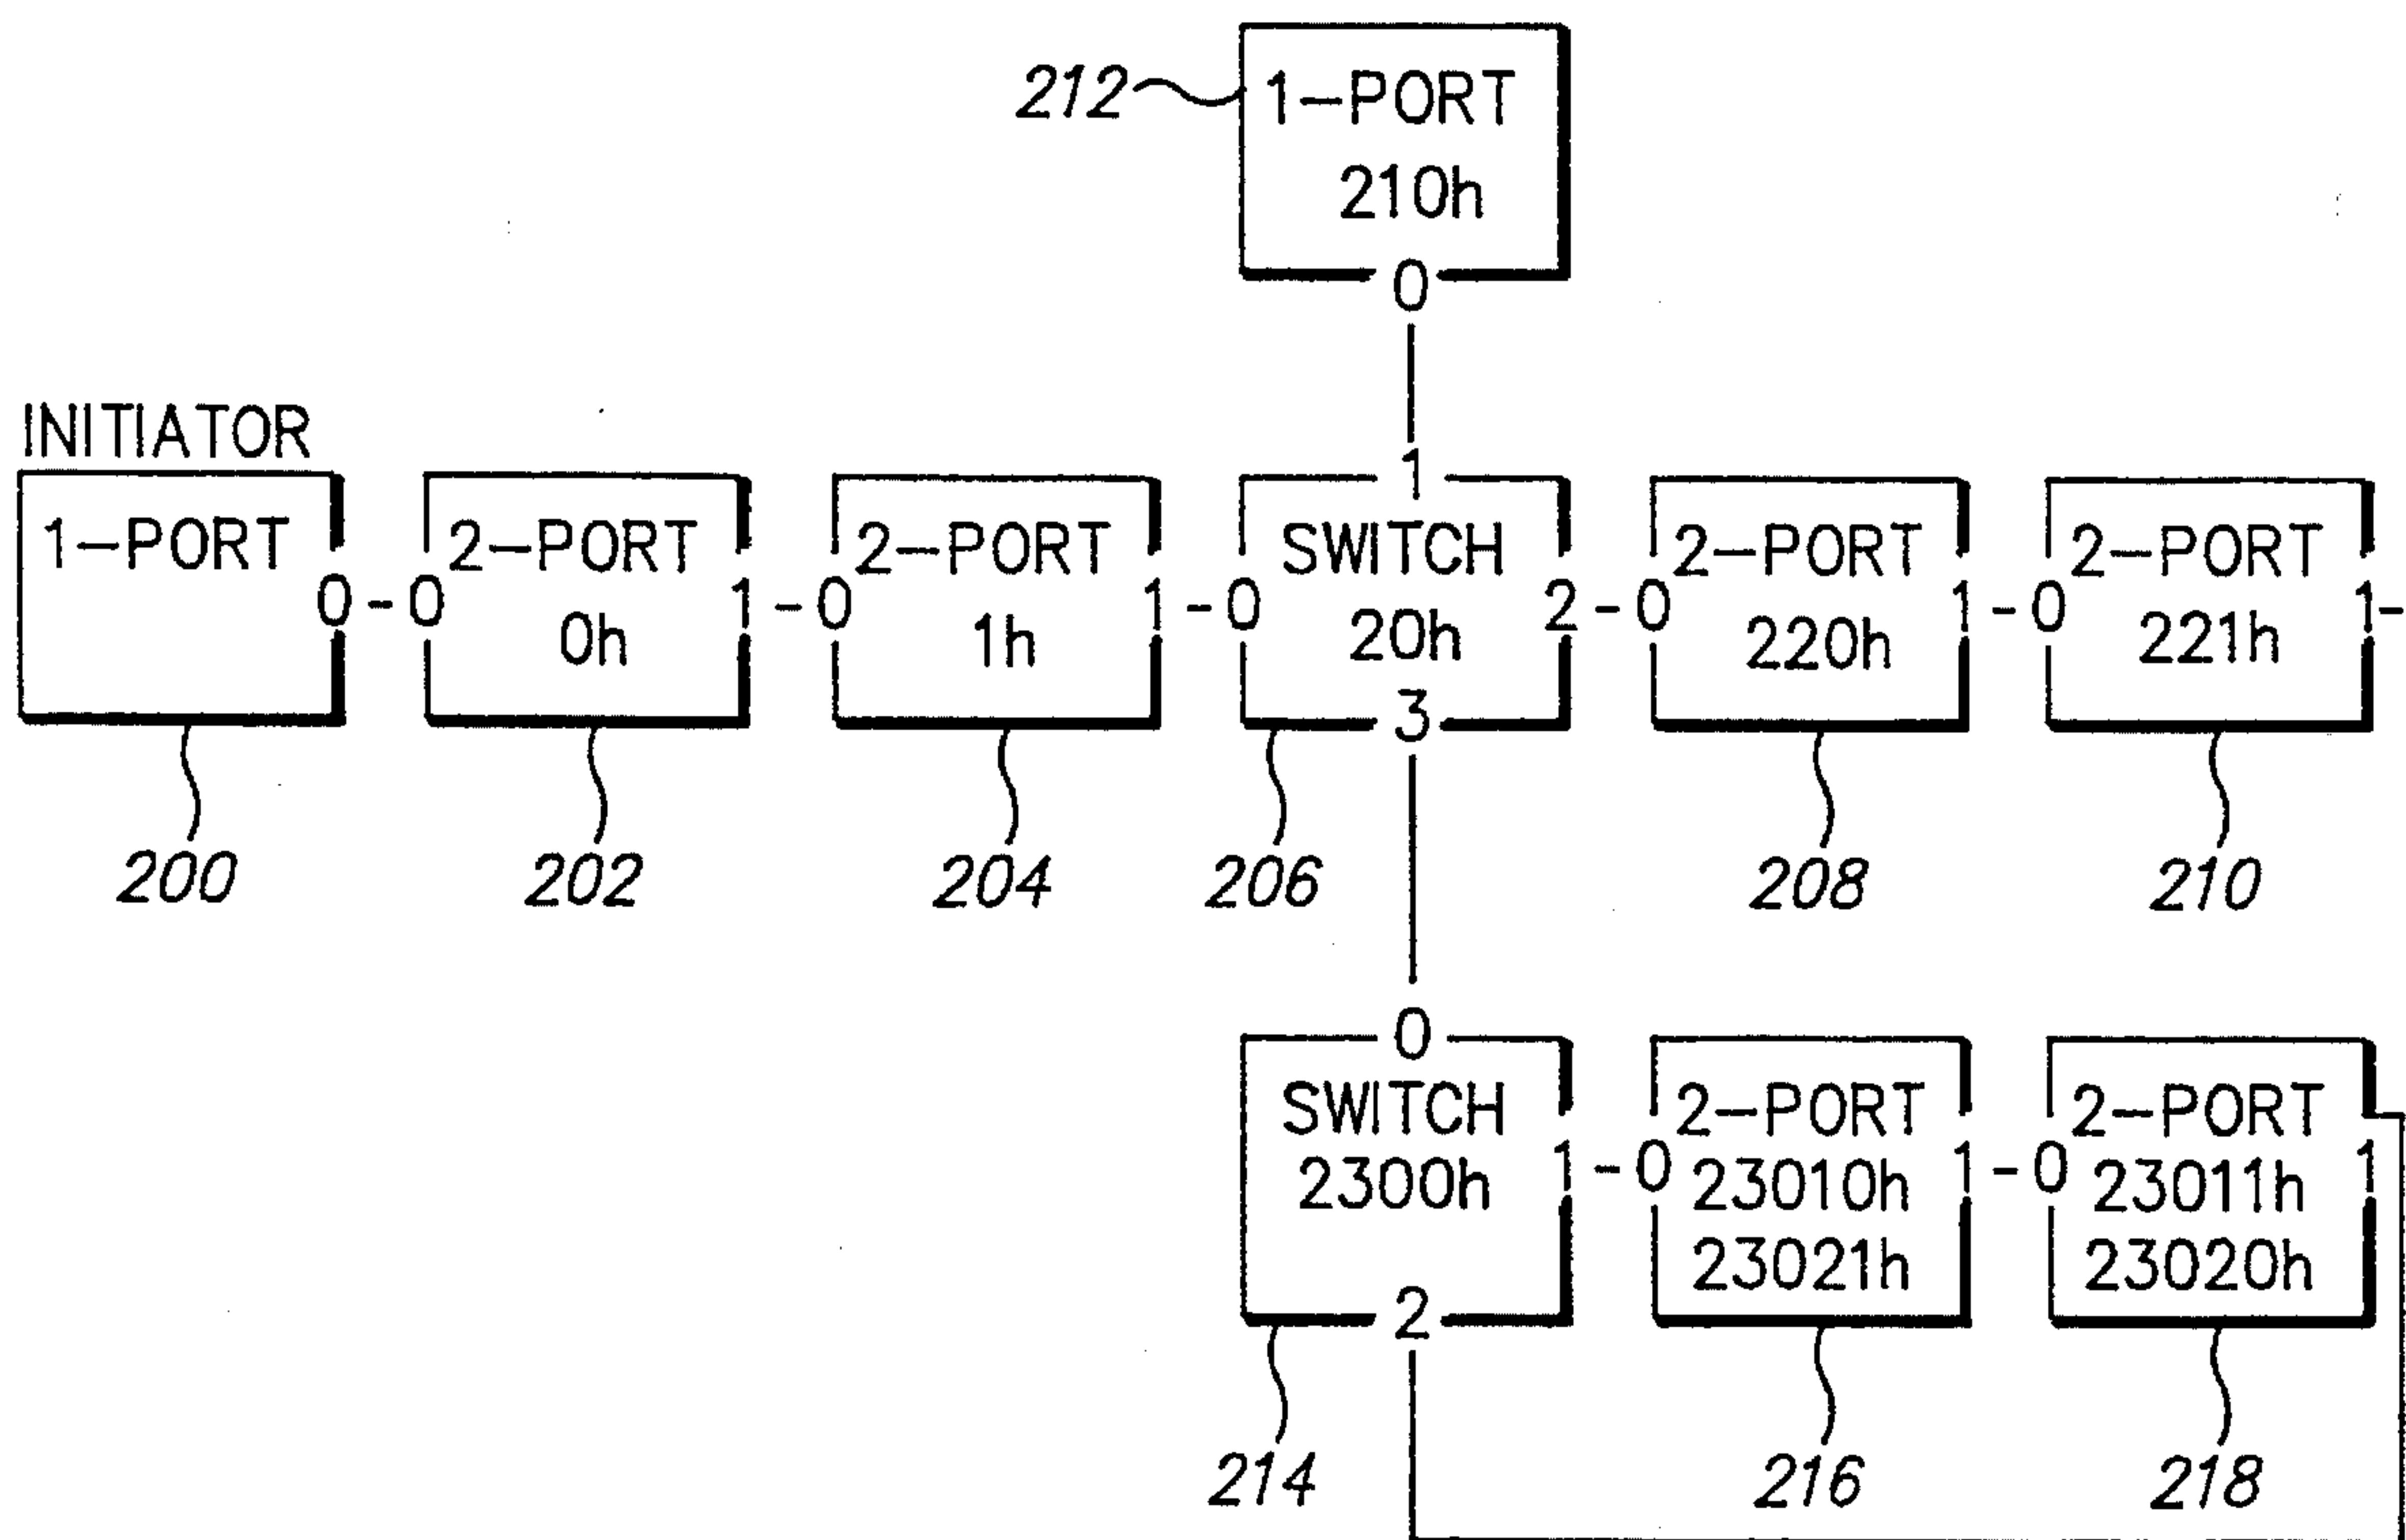 212
1-PORT
210h
0
INITIATOR
1-PORT
0-0
2-PORT
0h
1-0
2-PORT
1h
1-0
1
SWITCH
20h
3
2-0
2-PORT
220h
1-0
2-PORT
221h
1-
200
202
204
206
208
210
0
SWITCH
2300h
2
1-0
2-PORT
23010h
23021h
1-0
2-PORT
23011h
23020h
1
214
216
218